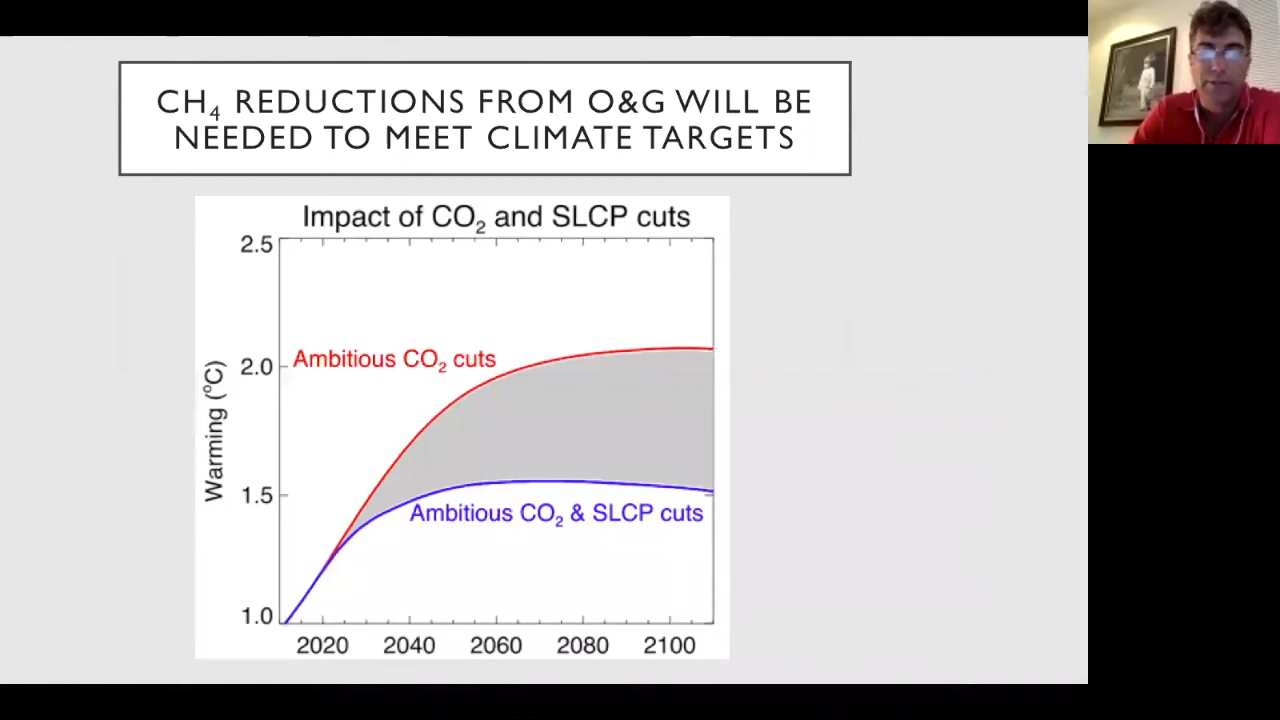 CH₄ REDUCTIONS FROM O&G WILL BE
NEEDED TO MEET CLIMATE TARGETS
Impact of CO₂ and SLCP cuts
2.5
2.0
1.5
1.0
Warming (°C)
Ambitious CO₂ cuts
Ambitious CO₂ & SLCP cuts
2020 2040 2060 2080 2100